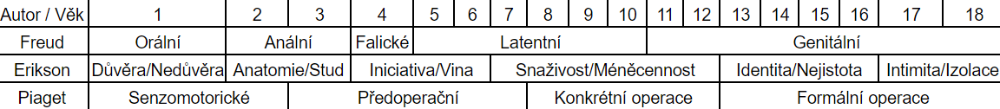 Autor / Věk 1 2 3 4 5 6 7 8 9 10 11 12 13 14 15 16 17 18
Freud Orální Anální Falické Latentní Genitální
Erikson Důvěra/Nedůvěra Anatomie/Stud Iniciativa/Vina Snaživost/Méněcennost Identita/Nejistota Intimita/Izolace
Piaget Senzomotorické Předoperační Konkrétní operace Formální operace